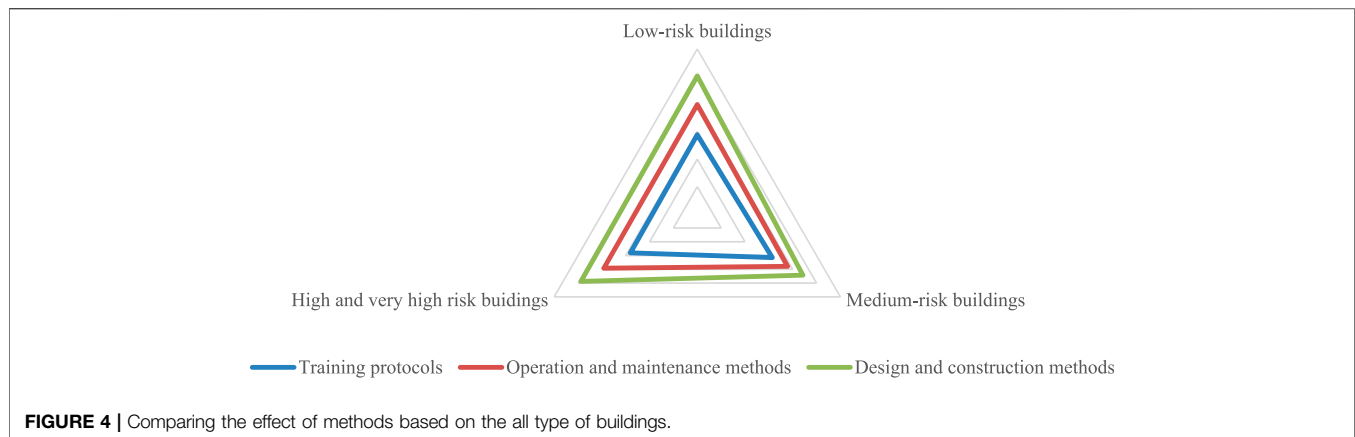 Low-risk buildings
High and very high risk buidings
Medium-risk buildings
Training protocols Operation and maintenance methods Design and construction methods
FIGURE 4 | Comparing the effect of methods based on the all type of buildings.